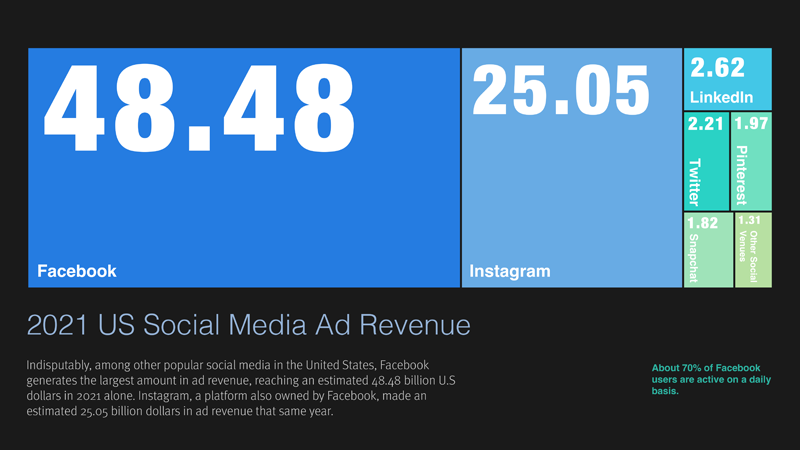 48.48
Facebook
25.05
Instagram
2.62
LinkedIn
2.21
Twitter
1.97
Pinterest
1.82
Snapchat
1.31
Other Social
Venues
2021 US Social Media Ad Revenue
Indisputably, among other popular social media in the United States, Facebook
generates the largest amount in ad revenue, reaching an estimated 48.48 billion U.S
dollars in 2021 alone. Instagram, a platform also owned by Facebook, made an
estimated 25.05 billion dollars in ad revenue that same year.
About 70% of Facebook
users are active on a daily
basis.